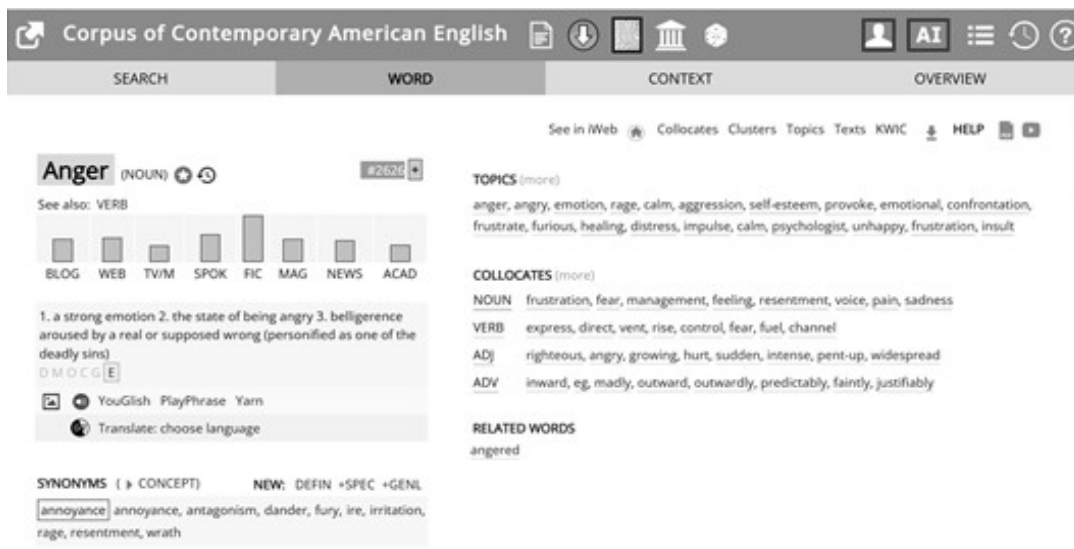 Corpus of Contemporary American English
AI
?
SEARCH WORD CONTEXT OVERVIEW
See in iWeb Collocates Clusters Topics Texts KWIC HELP
Anger (NOUN)
#2626 +
See also: VERB
BLOG WEB TV/M SPOK FIC MAG NEWS ACAD
1. a strong emotion 2. the state of being angry 3. belligerence
aroused by a real or supposed wrong (personified as one of the
deadly sins)
D M O C G E
YouGlish PlayPhrase Yarn
Translate: choose language
SYNONYMS ( CONCEPT) NEW: DEFIN +SPEC +GENL
annoyance annoyance, antagonism, dander, fury, ire, irritation,
rage, resentment, wrath
TOPICS (more)
anger, angry, emotion, rage, calm, aggression, self-esteem, provoke, emotional, confrontation,
frustrate, furious, healing, distress, impulse, calm, psychologist, unhappy, frustration, insult
COLLOCATES (more)
NOUN frustration, fear, management, feeling, resentment, voice, pain, sadness
VERB express, direct, vent, rise, control, fear, fuel, channel
ADJ righteous, angry, growing, hurt, sudden, intense, pent-up, widespread
ADV inward, eg, madly, outward, outwardly, predictably, faintly, justifiably
RELATED WORDS
angered